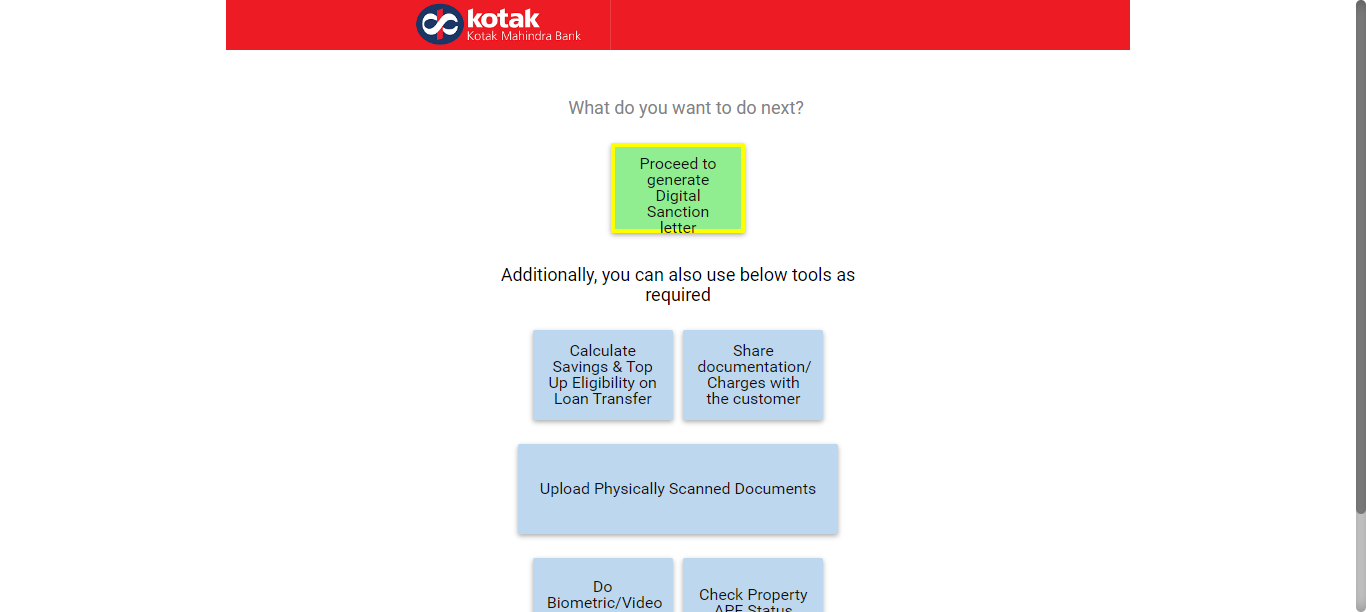 kotak
Kotak Mahindra Bank
What do you want to do next?
Proceed to
generate
Digital
Sanction
letter
Additionally, you can also use below tools as
required
Calculate
Savings & Top
Up Eligibility on
Loan Transfer
Share
documentation/
Charges with
the customer
Upload Physically Scanned Documents
Do
Biometric/Video
Check Property
APF Status